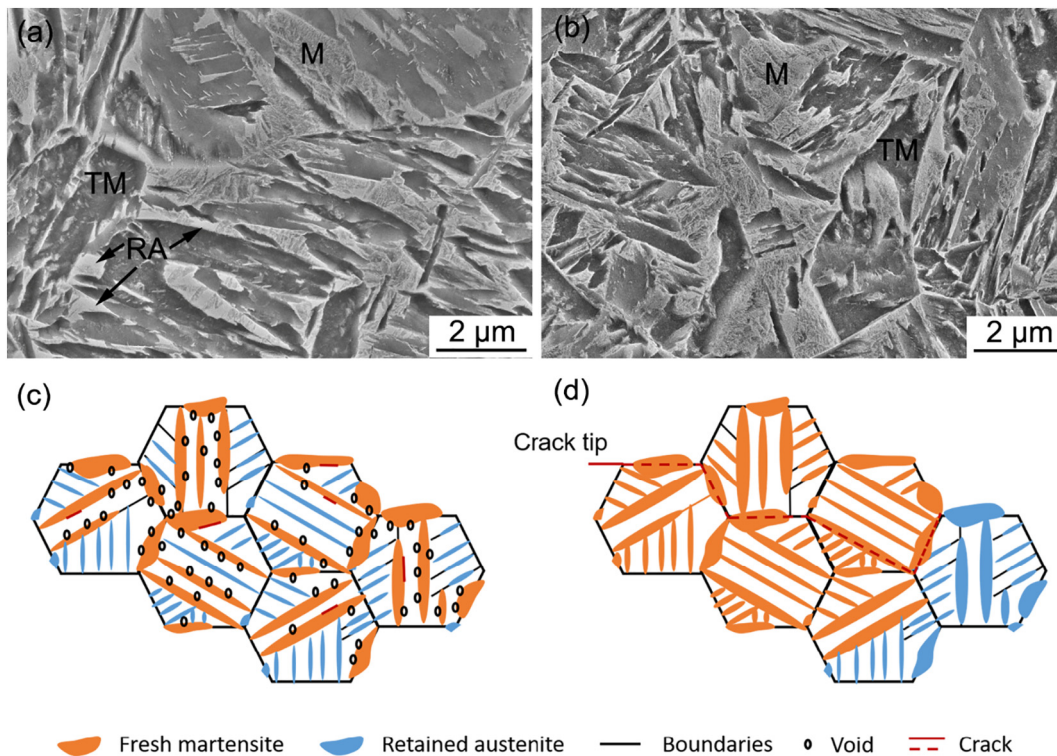 (a)
M
TM
RA
2 μm
(b)
M
TM
2 μm
(c)
(d)
Crack tip
Fresh martensite
Retained austenite
Boundaries
Void
Crack